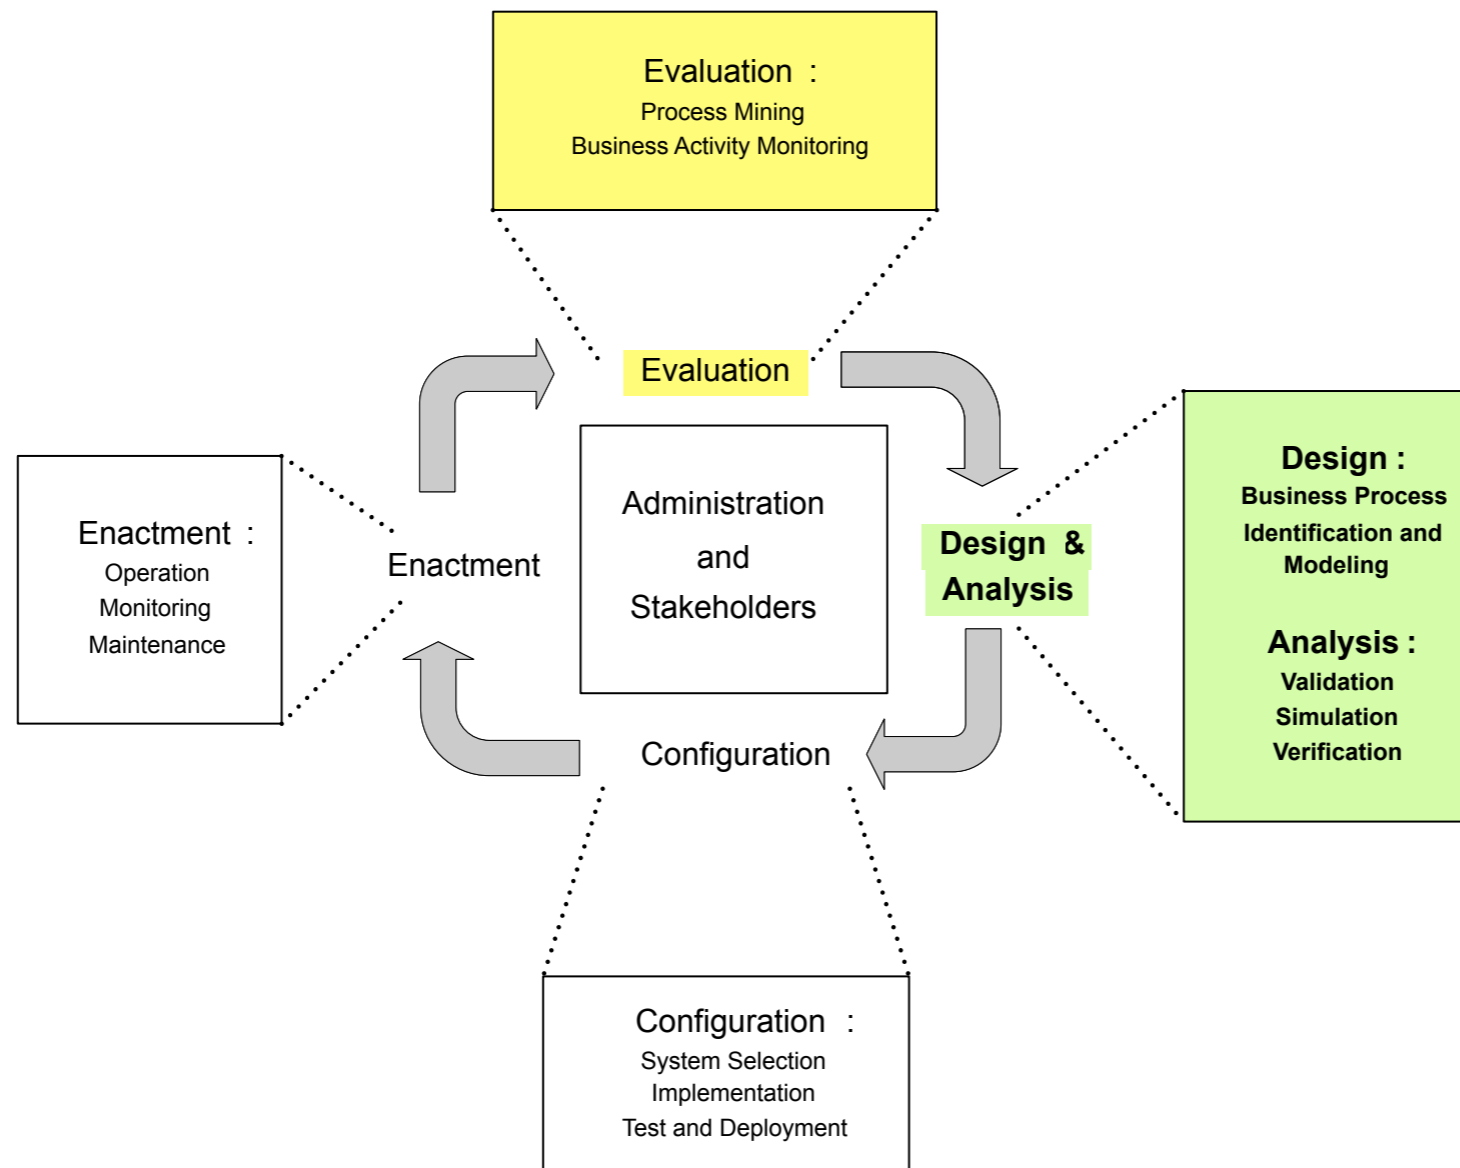 Evaluation :
Process Mining
Business Activity Monitoring
Evaluation
Enactment :
Operation
Monitoring
Maintenance
Enactment
Administration
and
Stakeholders
Design &
Analysis
Design :
Business Process
Identification and
Modeling
Analysis :
Validation
Simulation
Verification
Configuration
Configuration :
System Selection
Implementation
Test and Deployment